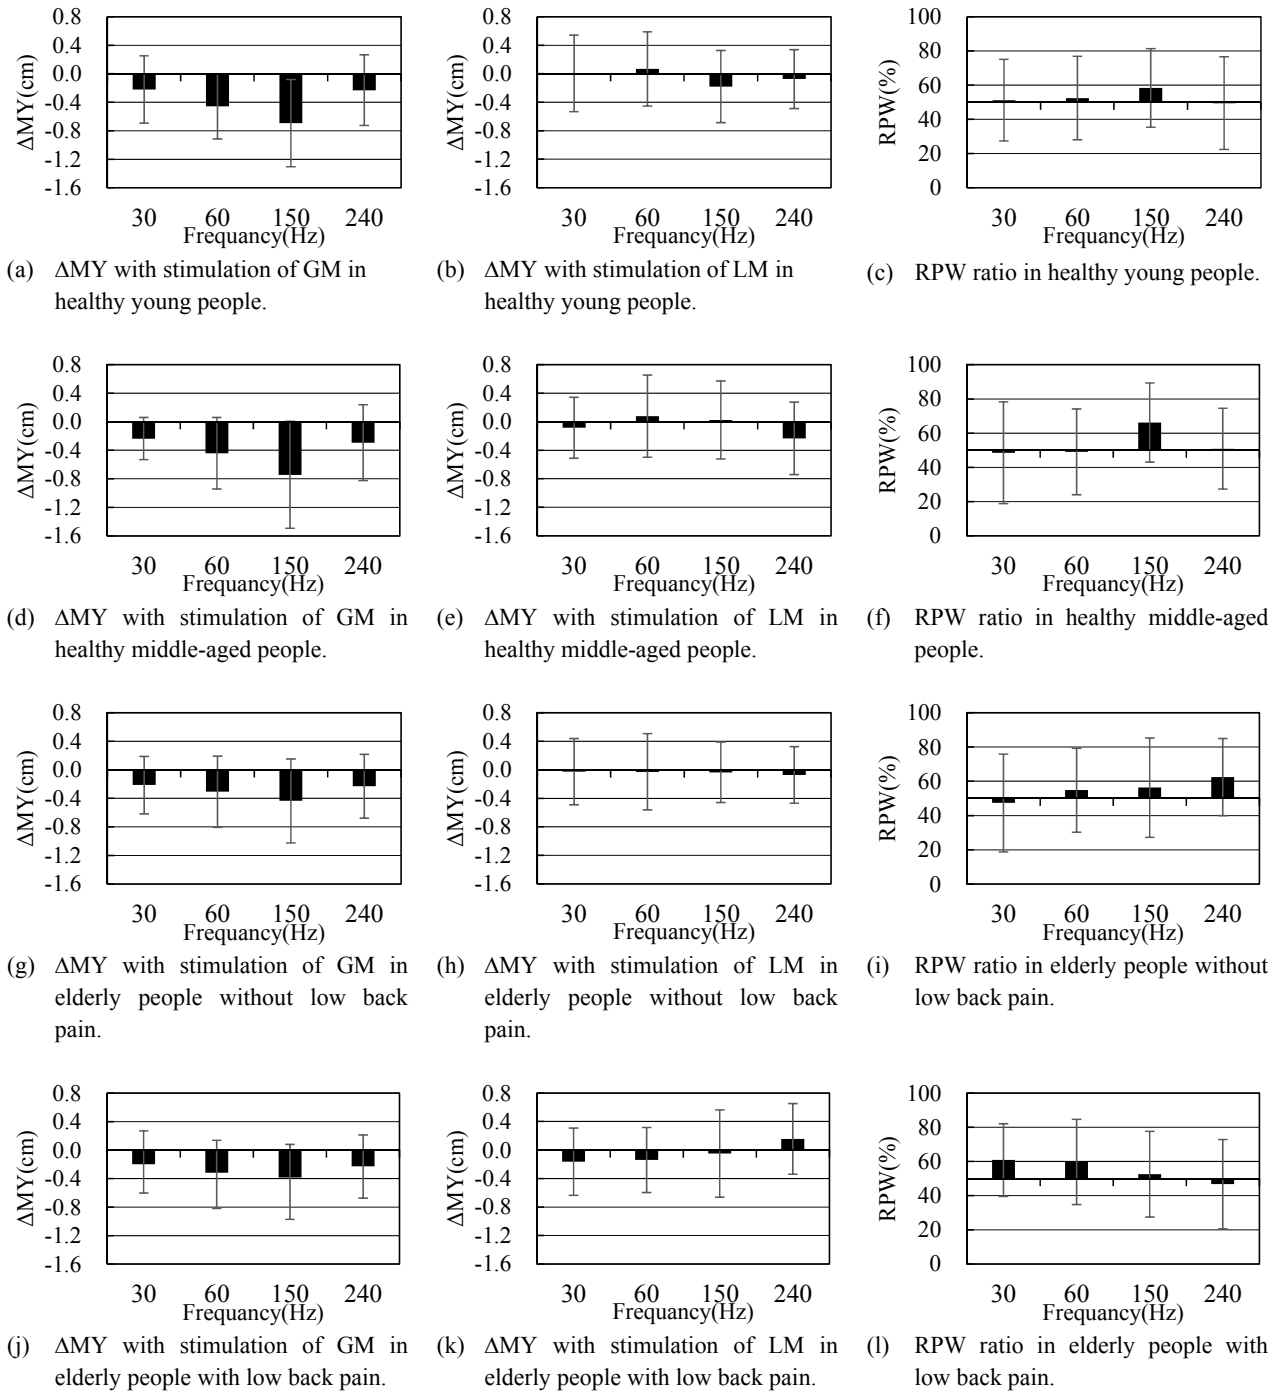 0.8
0.4
0.0
-0.4
-0.8
-1.2
-1.6
ΔMY(cm)
30 60 150 240
Frequancy(Hz)
(a) ΔMY with stimulation of GM in
healthy young people.
0.8
0.4
0.0
-0.4
-0.8
-1.2
-1.6
ΔMY(cm)
30 60 150 240
Frequancy(Hz)
(b) ΔMY with stimulation of LM in
healthy young people.
100
80
60
40
20
0
RPW(%)
30 60 150 240
Frequancy(Hz)
(c) RPW ratio in healthy young people.
0.8
0.4
0.0
-0.4
-0.8
-1.2
-1.6
ΔMY(cm)
30 60 150 240
Frequancy(Hz)
(d) ΔMY with stimulation of GM in
healthy middle-aged people.
0.8
0.4
0.0
-0.4
-0.8
-1.2
-1.6
ΔMY(cm)
30 60 150 240
Frequancy(Hz)
(e) ΔMY with stimulation of LM in
healthy middle-aged people.
100
80
60
40
20
0
RPW(%)
30 60 150 240
Frequancy(Hz)
(f) RPW ratio in healthy middle-aged
people.
0.8
0.4
0.0
-0.4
-0.8
-1.2
-1.6
ΔMY(cm)
30 60 150 240
Frequancy(Hz)
(g) ΔMY with stimulation of GM in
elderly people without low back
pain.
0.8
0.4
0.0
-0.4
-0.8
-1.2
-1.6
ΔMY(cm)
30 60 150 240
Frequancy(Hz)
(h) ΔMY with stimulation of LM in
elderly people without low back
pain.
100
80
60
40
20
0
RPW(%)
30 60 150 240
Frequancy(Hz)
(i) RPW ratio in elderly people without
low back pain.
0.8
0.4
0.0
-0.4
-0.8
-1.2
-1.6
ΔMY(cm)
30 60 150 240
Frequancy(Hz)
(j) ΔMY with stimulation of GM in
elderly people with low back pain.
0.8
0.4
0.0
-0.4
-0.8
-1.2
-1.6
ΔMY(cm)
30 60 150 240
Frequancy(Hz)
(k) ΔMY with stimulation of LM in
elderly people with low back pain.
100
80
60
40
20
0
RPW(%)
30 60 150 240
Frequancy(Hz)
(l) RPW ratio in elderly people with
low back pain.